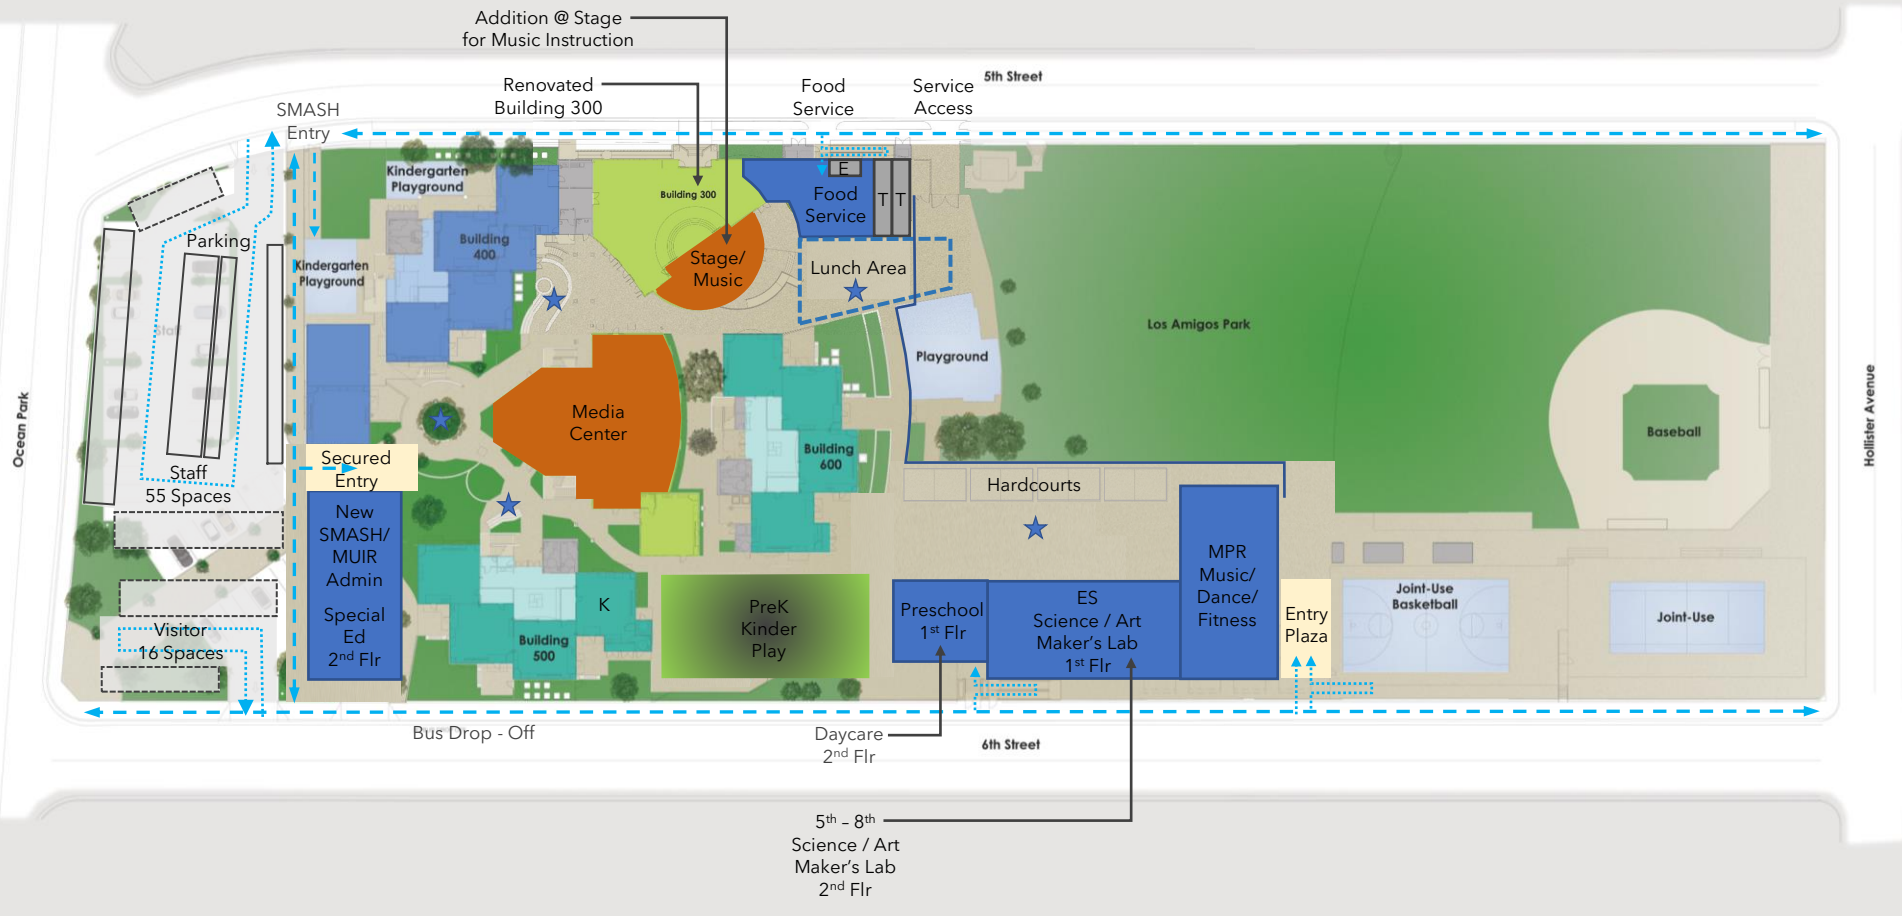 Addition @ Stage
for Music Instruction
Renovated
Building 300
Food
Service
Service
Access
5th Street
SMASH
Entry
Kindergarten
Playground
Building 300
E
Food
Service
T T
Parking
Building
400
Kindergarten
Playground
Stage/
Music
Lunch Area
Staff
Los Amigos Park
Playground
Ocean Park
Hollister Avenue
Media
Center
Baseball
Building
600
Secured
Entry
Staff
55 Spaces
Hardcourts
New
SMASH/
MUIR
Admin
Special
Ed
2nd Flr
MPR
Music/
Dance/
Fitness
K
PreK
Kinder
Play
Preschool
1st Flr
ES
Science / Art
Maker's Lab
1st Flr
Entry
Plaza
Joint-Use
Basketball
Joint-Use
Visitor
16 Spaces
Building
500
Bus Drop - Off
Daycare
2nd Flr
6th Street
5th – 8th
Science / Art
Maker's Lab
2nd Flr